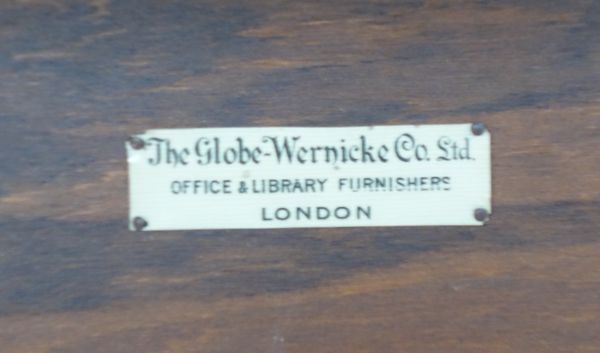 The Globe-Wernicke Co. Ltd.
OFFICE & LIBRARY FURNISHERS
LONDON